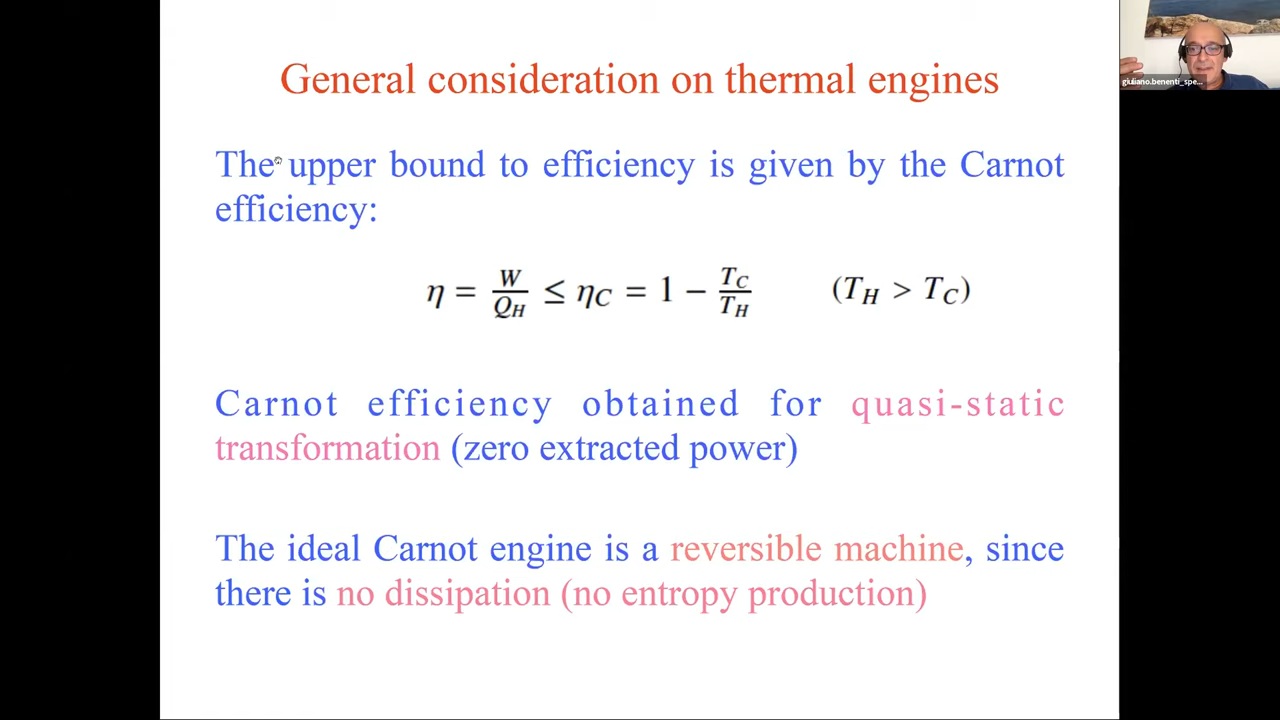 General consideration on thermal engines
giuliano.benenti_spe...
The upper bound to efficiency is given by the Carnot
efficiency:
η = W/Q_H ≤ η_C = 1 − T_C/T_H (T_H > T_C)
Carnot efficiency obtained for quasi-static
transformation (zero extracted power)
The ideal Carnot engine is a reversible machine, since
there is no dissipation (no entropy production)